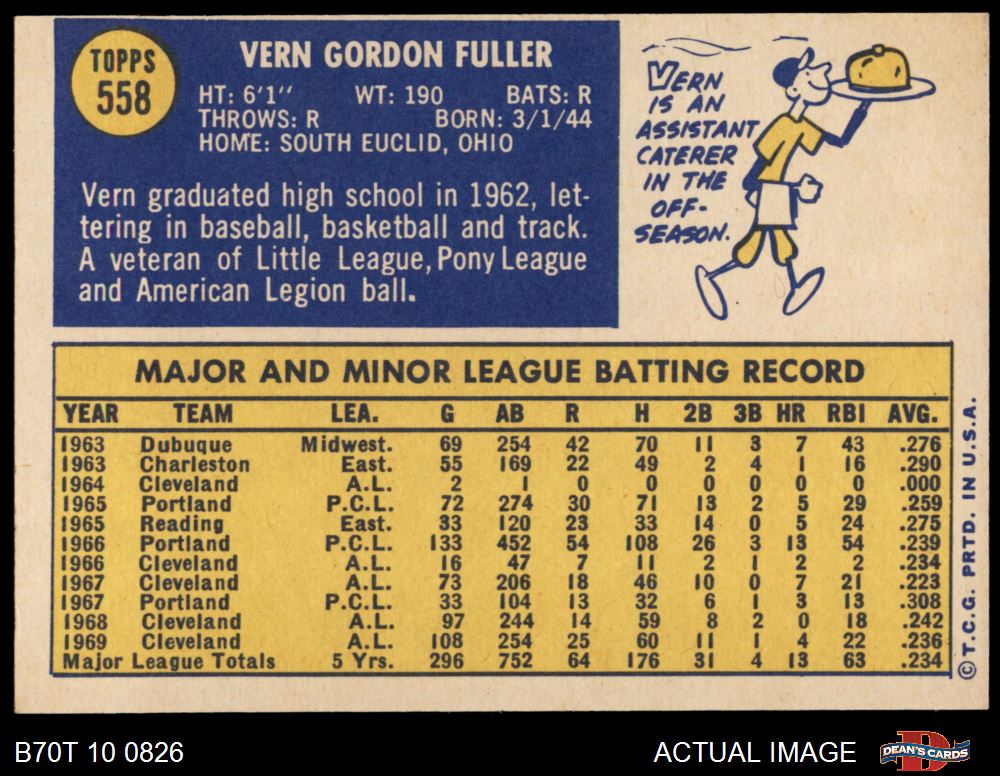 TOPPS
558
VERN GORDON FULLER
HT: 6'1'' WT: 190 BATS: R
THROWS: R BORN: 3/1/44
HOME: SOUTH EUCLID, OHIO
Vern graduated high school in 1962, let-
tering in baseball, basketball and track.
A veteran of Little League, Pony League
and American Legion ball.
VERN
IS AN
ASSISTANT
CATERER
IN THE
OFF-
SEASON.
MAJOR AND MINOR LEAGUE BATTING RECORD
YEAR TEAM LEA. G AB R H 2B 3B HR RBI AVG.
1963 Dubuque Midwest. 69 254 42 70 11 3 7 43 .276
1963 Charleston East. 55 169 22 49 2 4 1 16 .290
1964 Cleveland A.L. 2 1 0 0 0 0 0 0 .000
1965 Portland P.C.L. 72 274 30 71 13 2 5 29 .259
1965 Reading East. 33 120 23 33 14 0 5 24 .275
1966 Portland P.C.L. 133 452 54 108 26 3 13 54 .239
1966 Cleveland A.L. 16 47 7 11 2 1 2 2 .234
1967 Cleveland A.L. 73 206 18 46 10 0 7 21 .223
1967 Portland P.C.L. 33 104 13 32 6 1 3 13 .308
1968 Cleveland A.L. 97 244 14 59 8 2 0 18 .242
1969 Cleveland A.L. 108 254 25 60 11 1 4 22 .236
Major League Totals 5 Yrs. 296 752 64 176 31 4 13 63 .234
© T.C.G. PRTD. IN U.S.A.
B70T 10 0826
ACTUAL IMAGE
D
DEAN'S CARDS